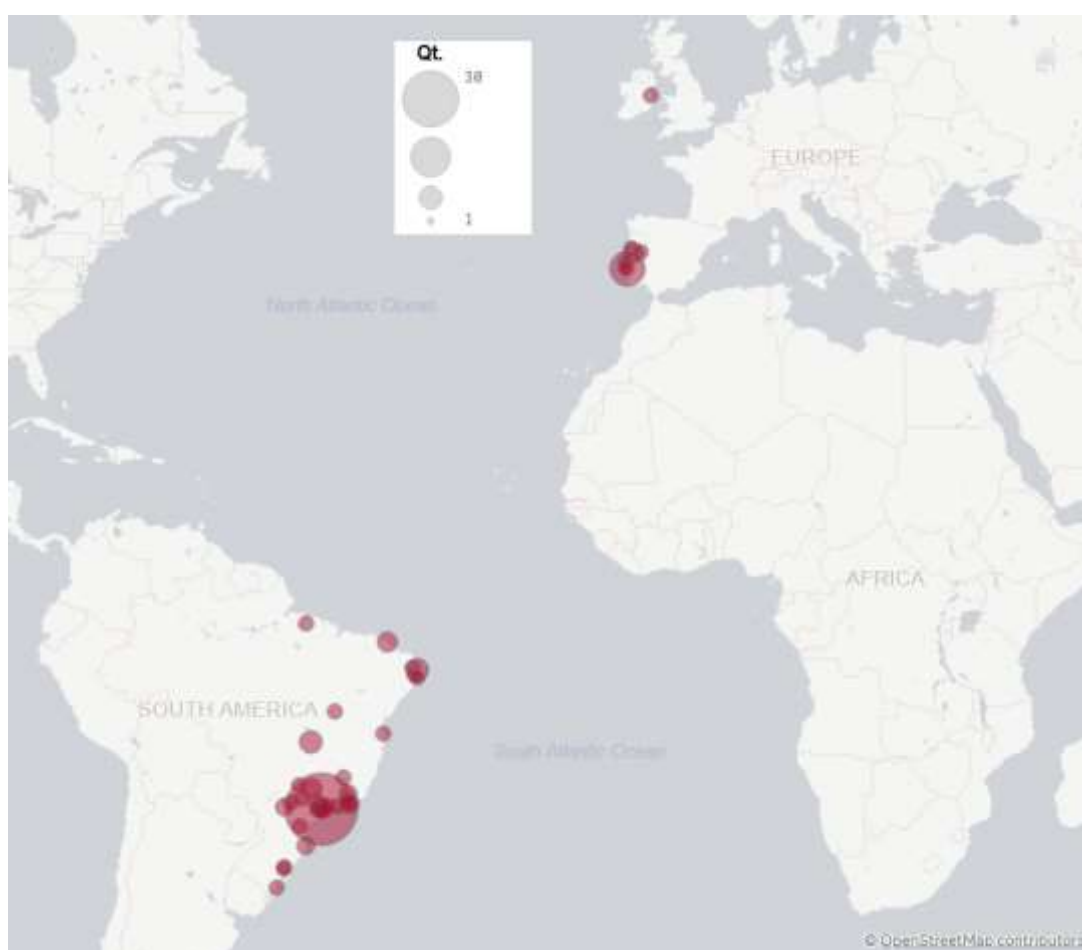 Qt.
30
1
EUROPE
North Atlantic Ocean
AFRICA
SOUTH AMERICA
South Atlantic Ocean
© OpenStreetMap contributors